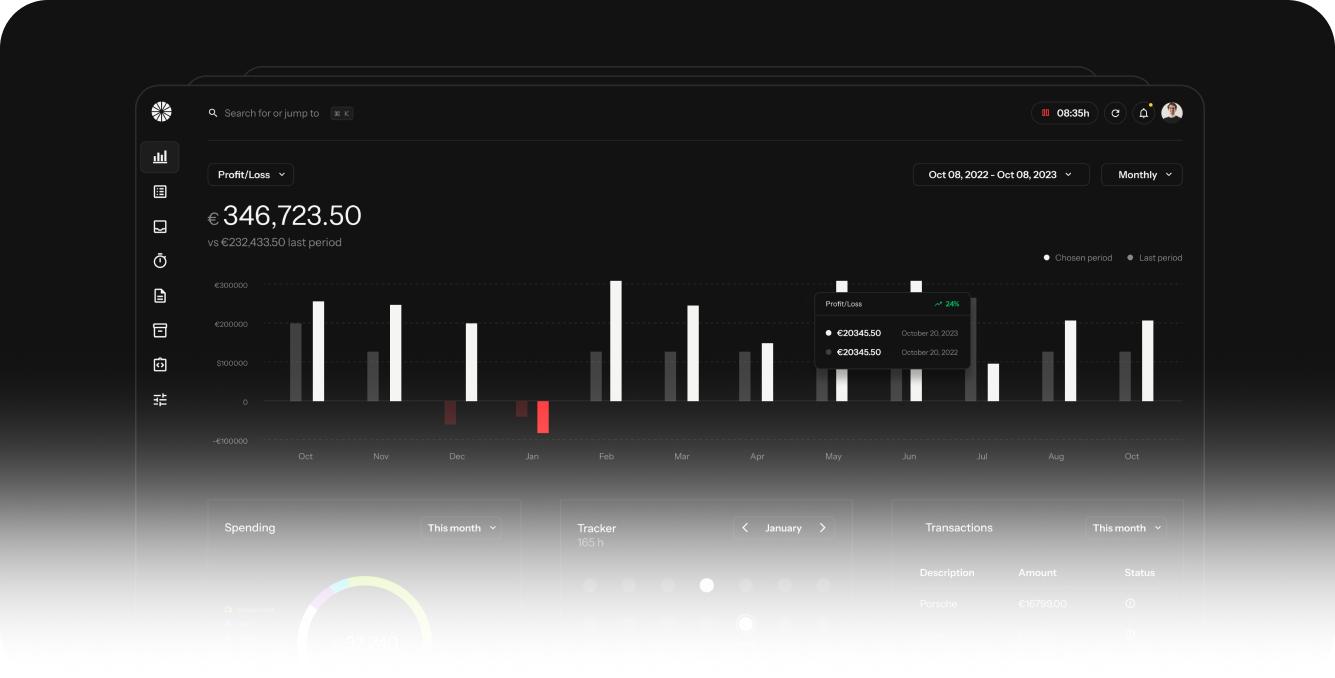 Search for or jump to ⌘ K
08:35h
Profit/Loss
Oct 08, 2022 - Oct 08, 2023
Monthly
€ 346,723.50
vs €232,433.50 last period
Chosen period
Last period
€300000
€200000
$100000
0
-€100000
Profit/Loss 24%
€20345.50 October 20, 2023
€20345.50 October 20, 2022
Oct Nov Dec Jan Feb Mar Apr May Jun Jul Aug Oct
Spending
This month
Tracker
165 h
January
Transactions
This month
Description Amount Status
Porsche €16799.00